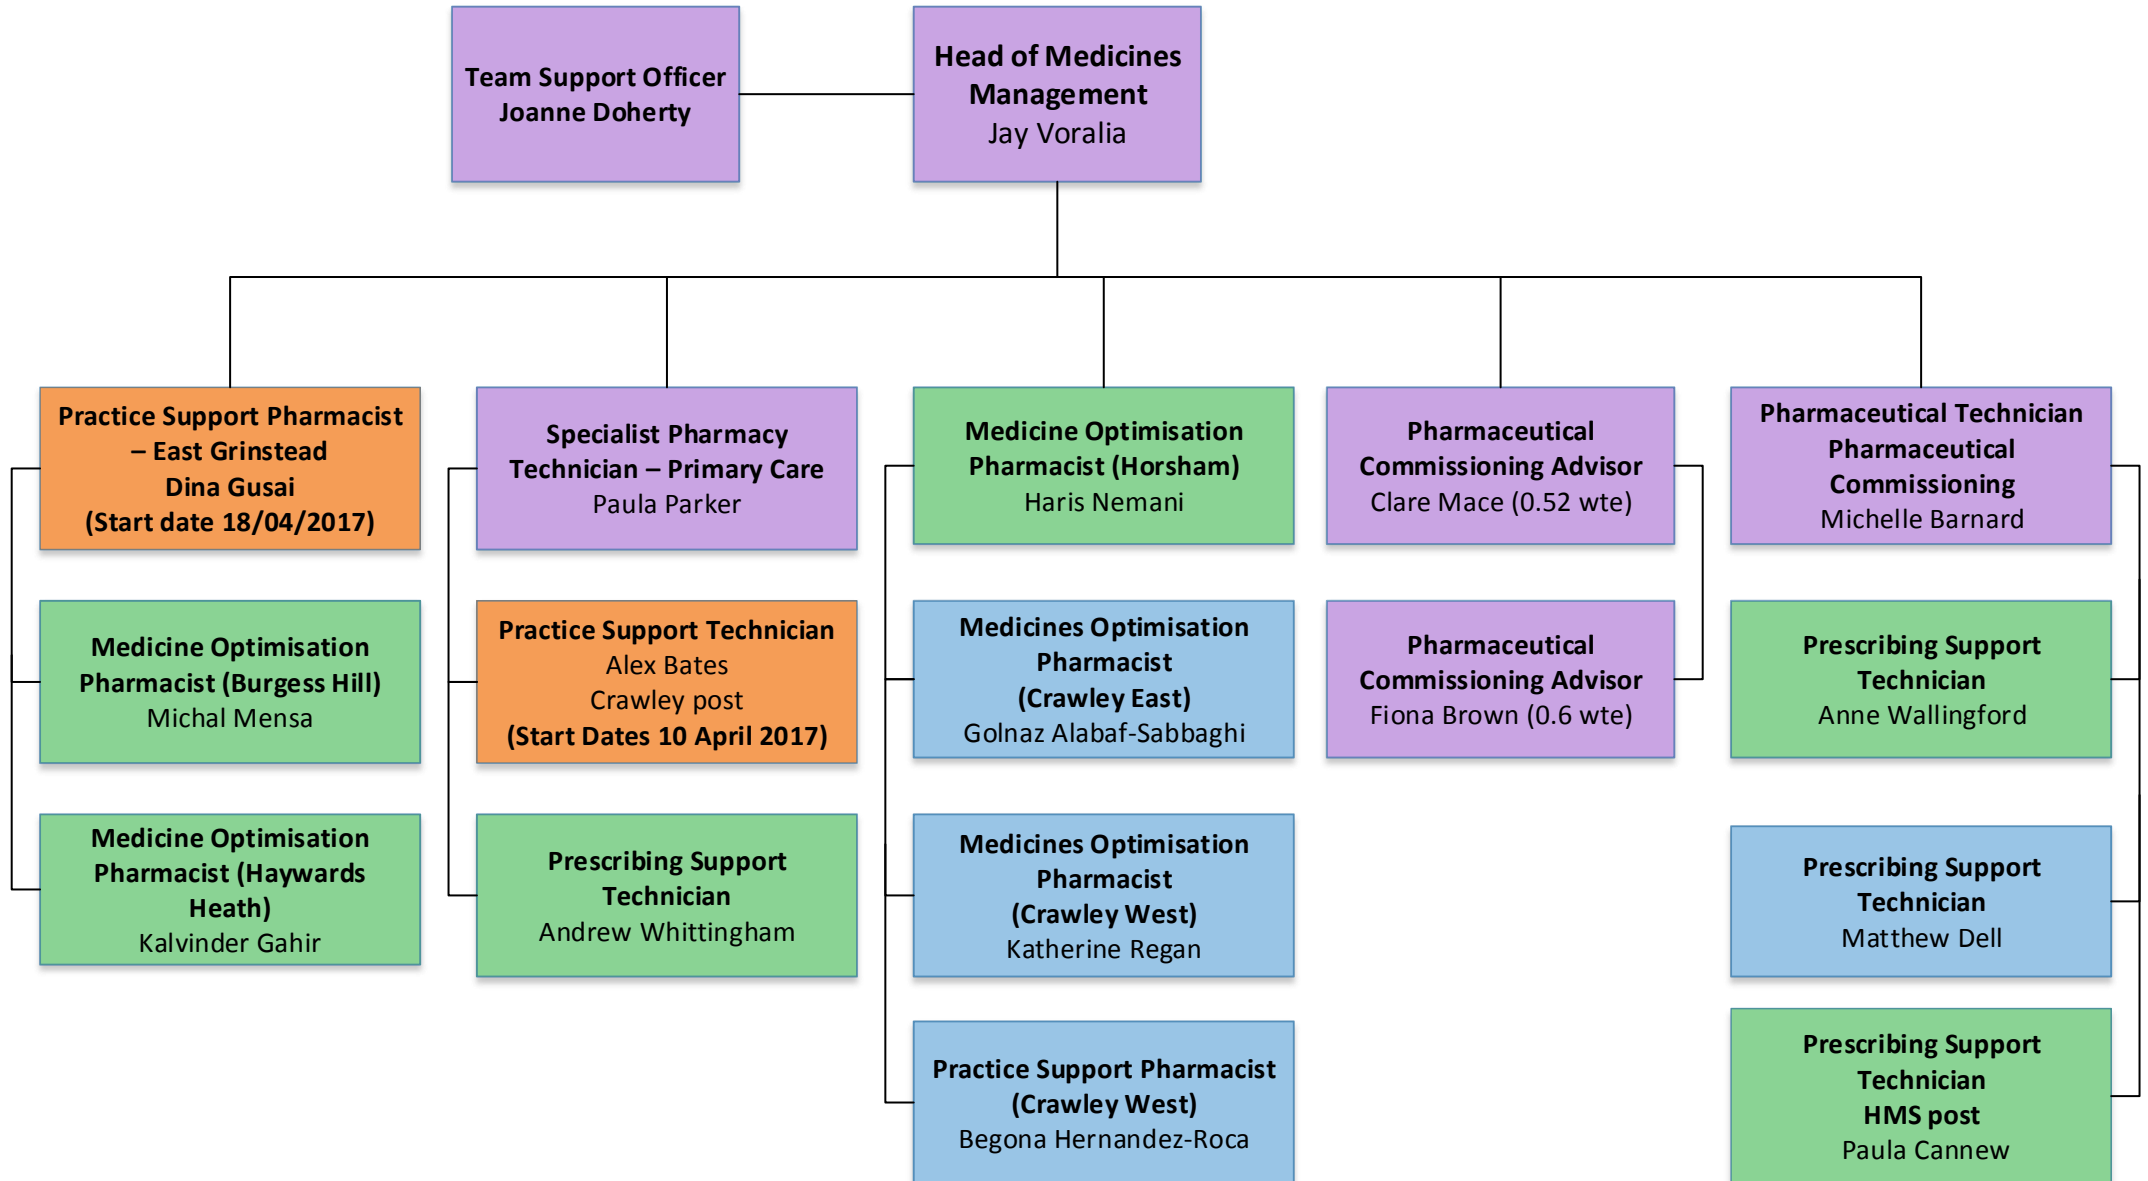 Team Support Officer
Joanne Doherty
Head of Medicines
Management
Jay Voralia
Practice Support Pharmacist
– East Grinstead
Dina Gusai
(Start date 18/04/2017)
Specialist Pharmacy
Technician – Primary Care
Paula Parker
Medicine Optimisation
Pharmacist (Horsham)
Haris Nemani
Pharmaceutical
Commissioning Advisor
Clare Mace (0.52 wte)
Pharmaceutical Technician
Pharmaceutical
Commissioning
Michelle Barnard
Medicine Optimisation
Pharmacist (Burgess Hill)
Michal Mensa
Practice Support Technician
Alex Bates
Crawley post
(Start Dates 10 April 2017)
Medicines Optimisation
Pharmacist
(Crawley East)
Golnaz Alabaf-Sabbaghi
Pharmaceutical
Commissioning Advisor
Fiona Brown (0.6 wte)
Prescribing Support
Technician
Anne Wallingford
Medicine Optimisation
Pharmacist (Haywards
Heath)
Kalvinder Gahir
Prescribing Support
Technician
Andrew Whittingham
Medicines Optimisation
Pharmacist
(Crawley West)
Katherine Regan
Prescribing Support
Technician
Matthew Dell
Practice Support Pharmacist
(Crawley West)
Begona Hernandez-Roca
Prescribing Support
Technician
HMS post
Paula Cannew